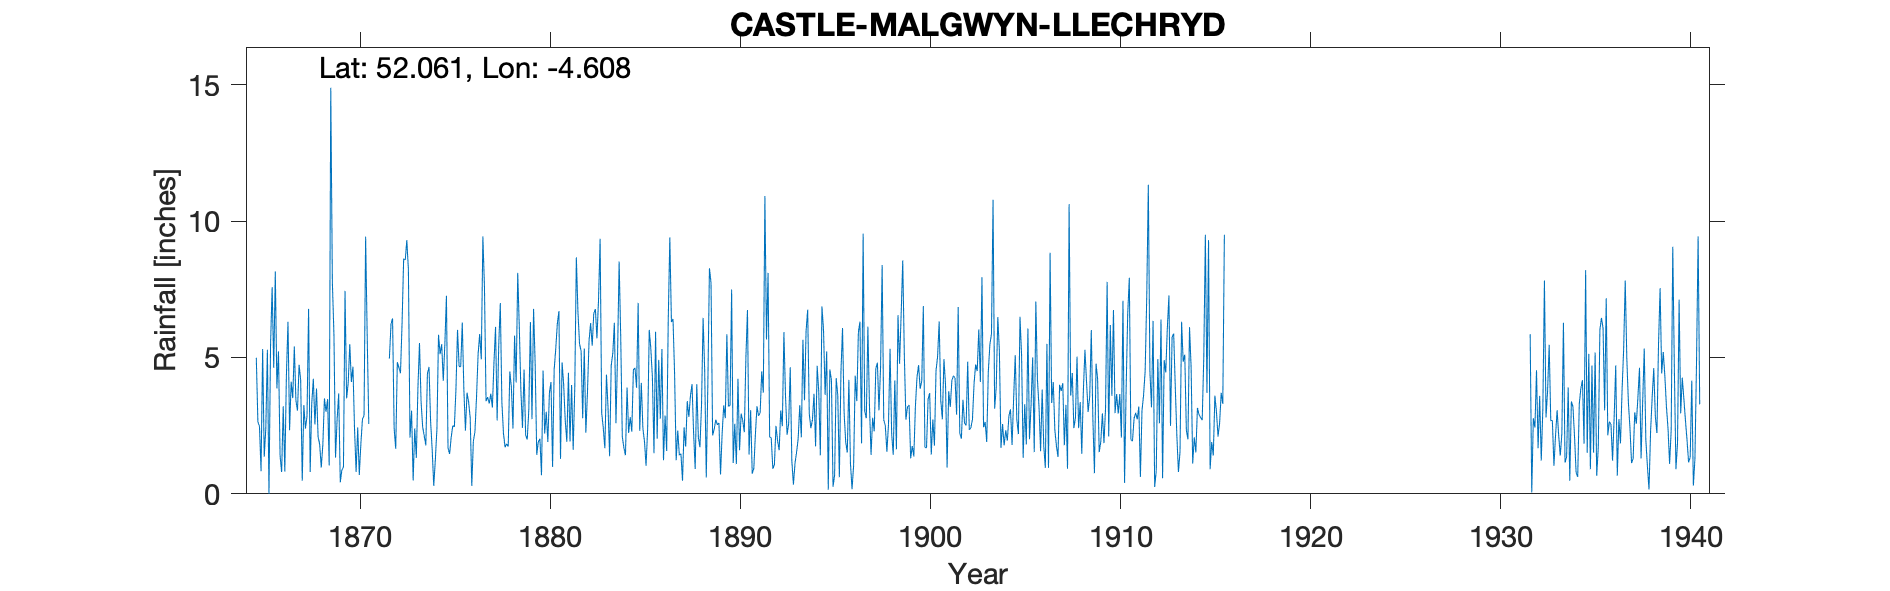 CASTLE-MALGWYN-LLECHRYD
Lat: 52.061, Lon: -4.608
15
10
5
0
Rainfall [inches]
1870 1880 1890 1900 1910 1920 1930 1940
Year